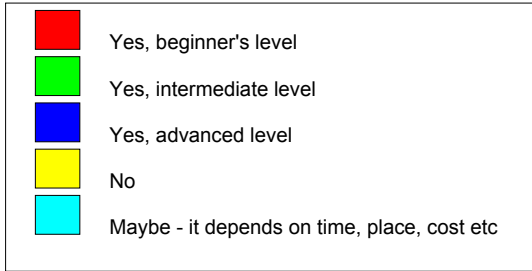 Yes, beginner's level
Yes, intermediate level
Yes, advanced level
No
Maybe - it depends on time, place, cost etc